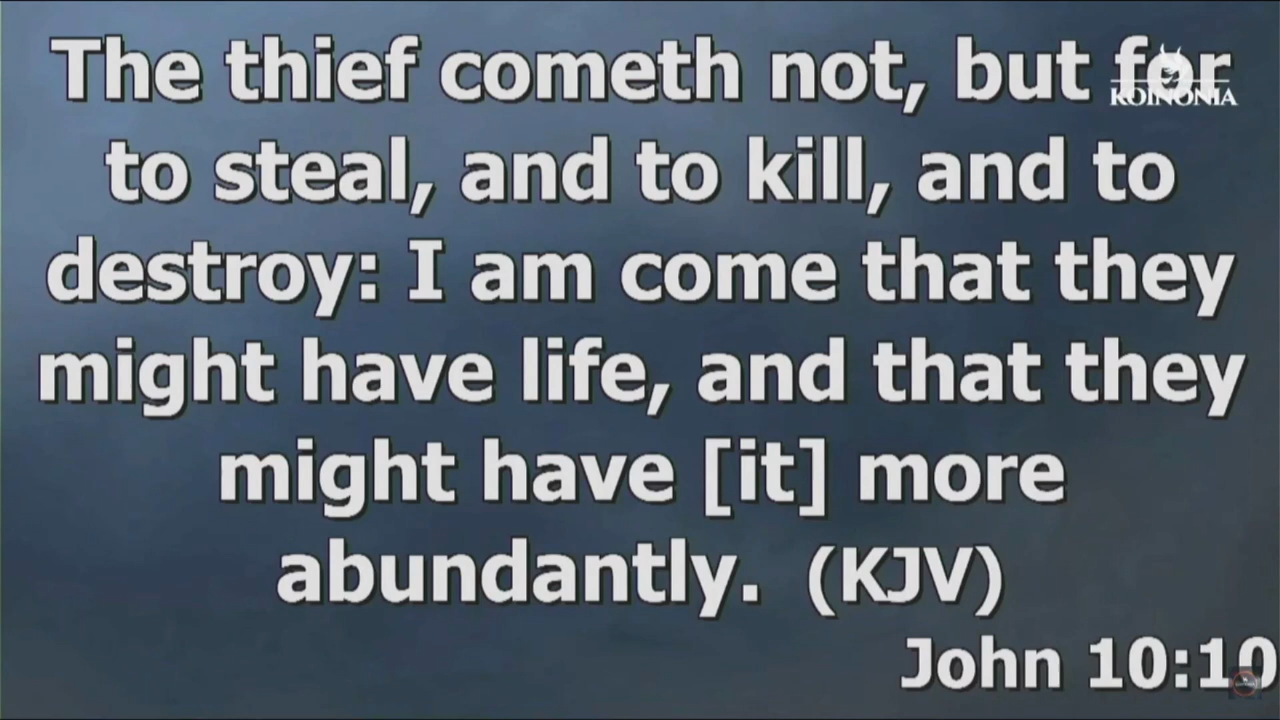 The thief cometh not, but for
KOINONIA
to steal, and to kill, and to
destroy: I am come that they
might have life, and that they
might have [it] more
abundantly. (KJV)
John 10:10